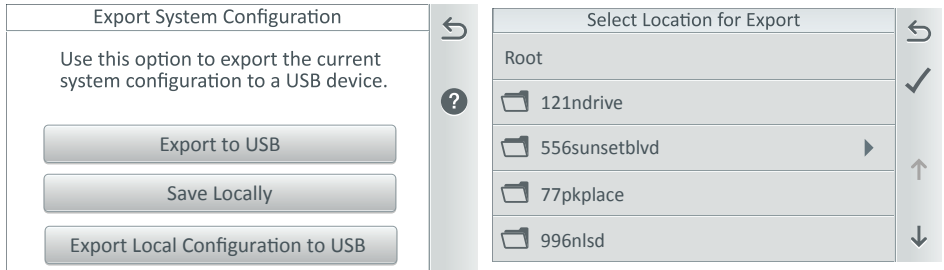 Export System Configuration
Use this option to export the current
system configuration to a USB device.
?
Export to USB
Save Locally
Export Local Configuration to USB
Select Location for Export
Root
121ndrive
556sunsetblvd
77pkplace
996nlsd